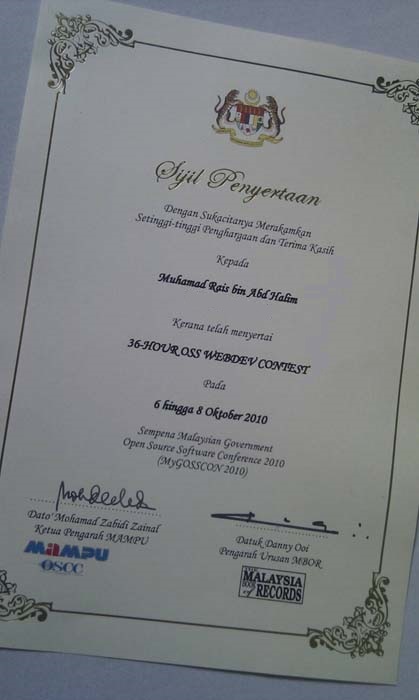 Sijil Penyertaan
Dengan Sukacitanya Merakamkan
Setinggi-tinggi Penghargaan dan Terima Kasih
Kepada
Muhamad Rais bin Abd Halim
Kerana telah menyertai
36-HOUR OSS WEBDEV CONTEST
Pada
6 hingga 8 Oktober 2010
Sempena Malaysian Government
Open Source Software Conference 2010
(MyGOSSCON 2010)
Dato' Mohamad Zabidi Zainal
Ketua Pengarah MAMPU
MAMPU
OSCC
Datuk Danny Ooi
Pengarah Urusan MBOR
THE
MALAYSIA
BOOK of RECORDS